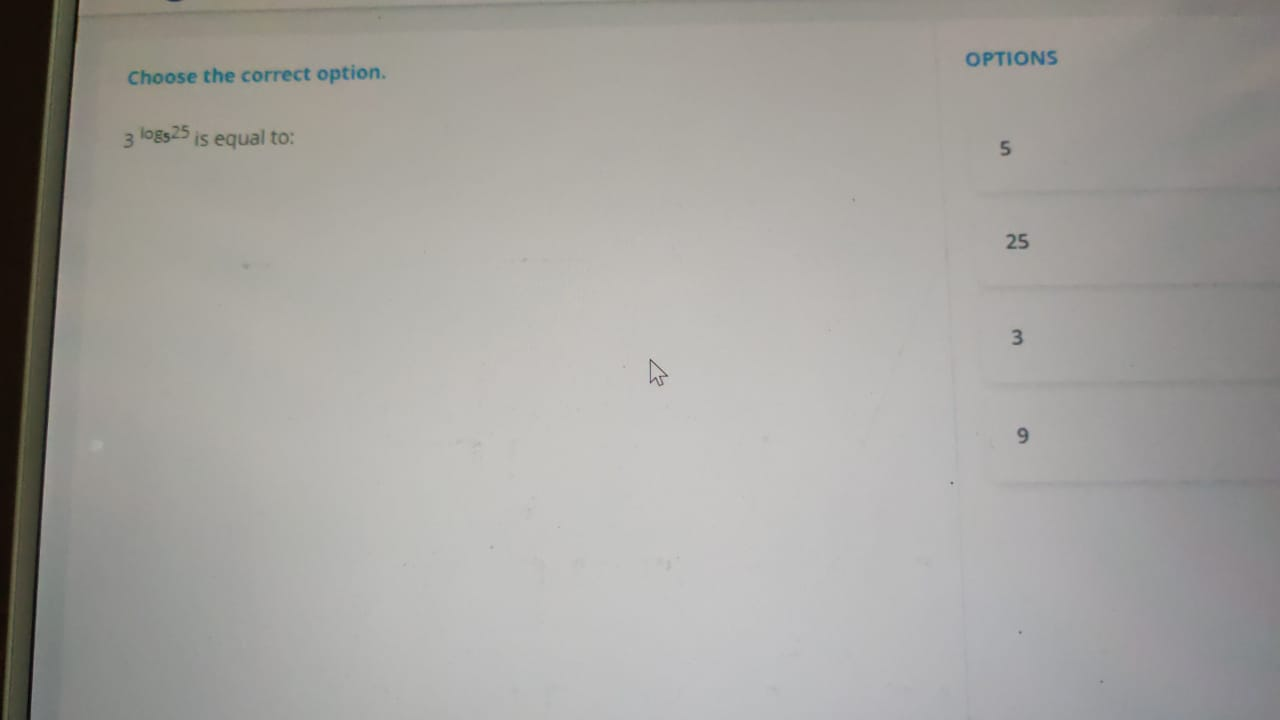 Choose the correct option.
3 log₅25 is equal to:
OPTIONS
5
25
3
9